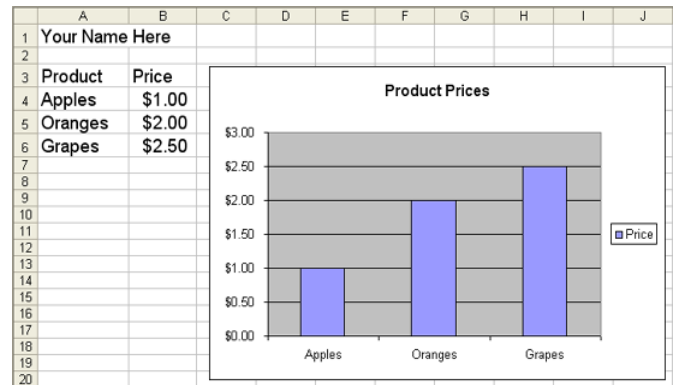 A B C D E F G H I J
1 Your Name Here
2
3 Product Price
4 Apples $1.00
5 Oranges $2.00
6 Grapes $2.50
7
8
9
10
11
12
13
14
15
16
17
18
19
20
Product Prices
$3.00
$2.50
$2.00
$1.50
$1.00
$0.50
$0.00
Apples Oranges Grapes
Price